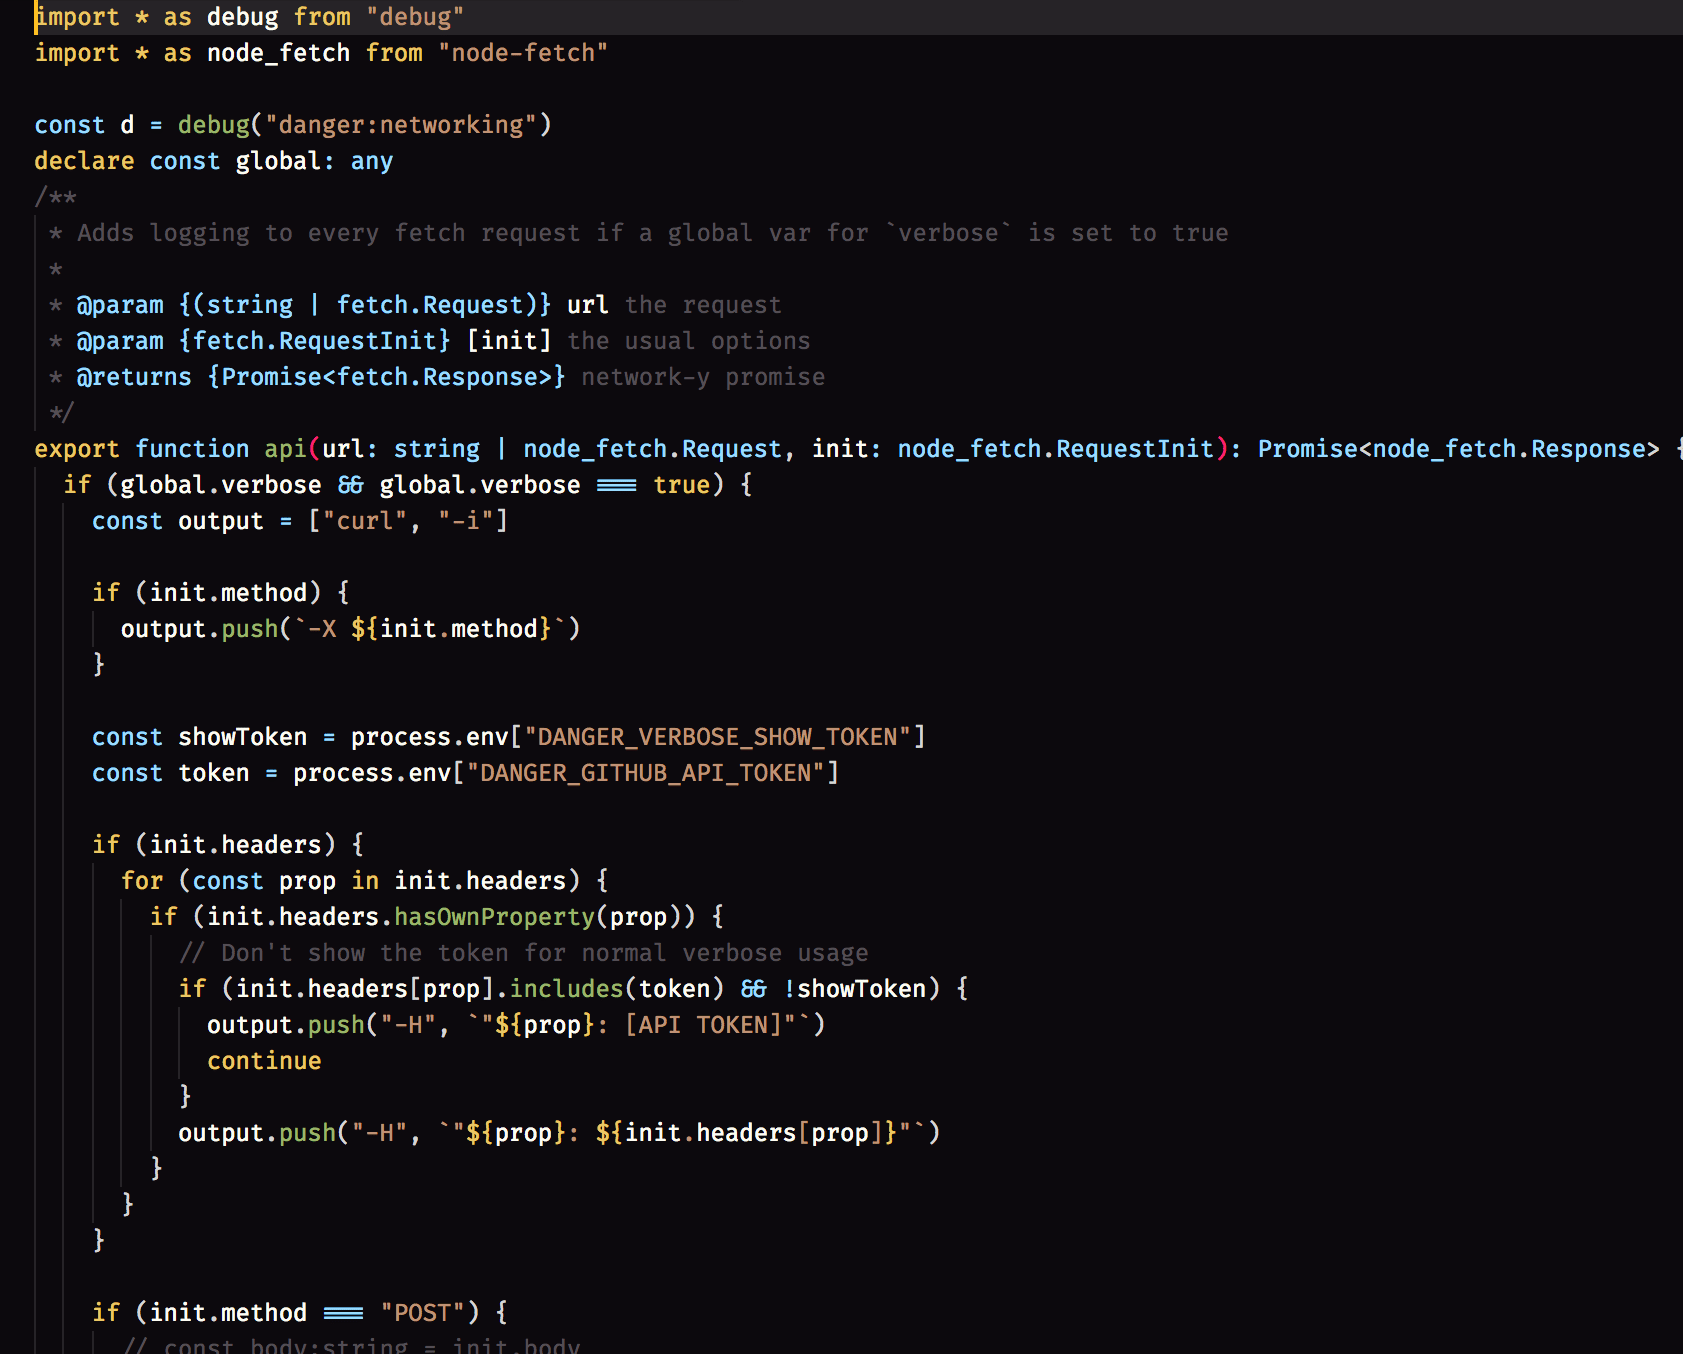 import * as debug from "debug"
import * as node_fetch from "node-fetch"

const d = debug("danger:networking")
declare const global: any
/**
 * Adds logging to every fetch request if a global var for `verbose` is set to true
 *
 * @param {(string | fetch.Request)} url the request
 * @param {fetch.RequestInit} [init] the usual options
 * @returns {Promise<fetch.Response>} network-y promise
 */
export function api(url: string | node_fetch.Request, init: node_fetch.RequestInit): Promise<node_fetch.Response> {
  if (global.verbose && global.verbose === true) {
    const output = ["curl", "-i"]

    if (init.method) {
      output.push(`-X ${init.method}`)
    }

    const showToken = process.env["DANGER_VERBOSE_SHOW_TOKEN"]
    const token = process.env["DANGER_GITHUB_API_TOKEN"]

    if (init.headers) {
      for (const prop in init.headers) {
        if (init.headers.hasOwnProperty(prop)) {
          // Don't show the token for normal verbose usage
          if (init.headers[prop].includes(token) && !showToken) {
            output.push("-H", `"${prop}: [API TOKEN]"`)
            continue
          }
          output.push("-H", `"${prop}: ${init.headers[prop]}"`)
        }
      }
    }

    if (init.method === "POST") {
      // const body:string = init.body